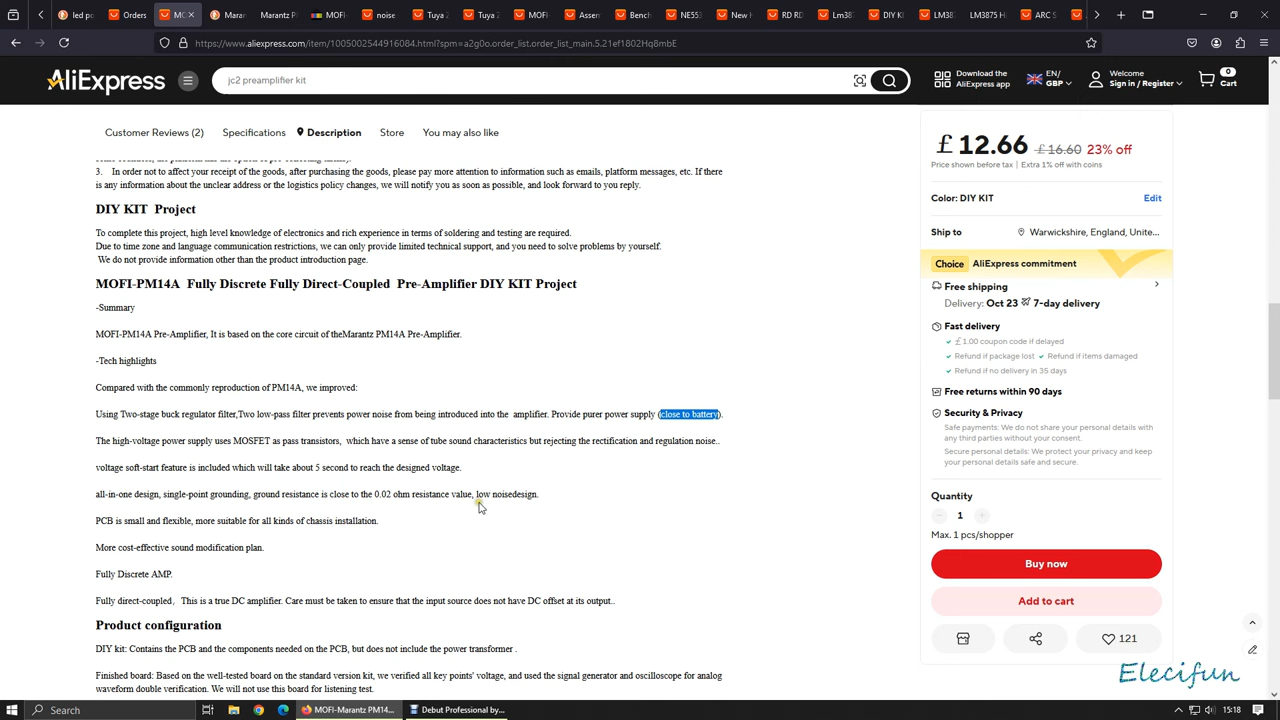 led po
Orders
MO
Maran
Marantz P
MOFI-
noise
Tuya Z
Tuya Z
MOFI-
Assem
Bench
NE553
New H
RD RD
Lm38
DIY KI
LM387
LM3875 H
ARC S
https://www.aliexpress.com/item/1005002544916084.html?spm=a2g0o.order_list.order_list_main.5.21ef1802Hq8mbE
AliExpress
jc2 preamplifier kit
Download the
AliExpress app
EN/
GBP
Welcome
Sign in / Register
0
Cart
Customer Reviews (2)
Specifications
Description
Store
You may also like
3. In order not to affect your receipt of the goods, after purchasing the goods, please pay more attention to information such as emails, platform messages, etc. If there
is any information about the unclear address or the logistics policy changes, we will notify you as soon as possible, and look forward to you reply.
DIY KIT Project
To complete this project, high level knowledge of electronics and rich experience in terms of soldering and testing are required.
Due to time zone and language communication restrictions, we can only provide limited technical support, and you need to solve problems by yourself.
We do not provide information other than the product introduction page.
MOFI-PM14A Fully Discrete Fully Direct-Coupled Pre-Amplifier DIY KIT Project
-Summary
MOFI-PM14A Pre-Amplifier, It is based on the core circuit of theMarantz PM14A Pre-Amplifier.
-Tech highlights
Compared with the commonly reproduction of PM14A, we improved:
Using Two-stage buck regulator filter,Two low-pass filter prevents power noise from being introduced into the amplifier. Provide purer power supply (close to battery).
The high-voltage power supply uses MOSFET as pass transistors, which have a sense of tube sound characteristics but rejecting the rectification and regulation noise..
voltage soft-start feature is included which will take about 5 second to reach the designed voltage.
all-in-one design, single-point grounding, ground resistance is close to the 0.02 ohm resistance value, low noisedesign.
PCB is small and flexible, more suitable for all kinds of chassis installation.
More cost-effective sound modification plan.
Fully Discrete AMP.
Fully direct-coupled，This is a true DC amplifier. Care must be taken to ensure that the input source does not have DC offset at its output..
Product configuration
DIY kit: Contains the PCB and the components needed on the PCB, but does not include the power transformer .
Finished board: Based on the well-tested board on the standard version kit, we verified all key points' voltage, and used the signal generator and oscilloscope for analog
waveform double verification. We will not use this board for listening test.
£12.66 £16.60 23% off
Price shown before tax | Extra 1% off with coins
Color: DIY KIT
Edit
Ship to
Warwickshire, England, Unite...
Choice AliExpress commitment
Free shipping
Delivery: Oct 23 7-day delivery
Fast delivery
£1.00 coupon code if delayed
Refund if package lost Refund if items damaged
Refund if no delivery in 35 days
Free returns within 90 days
Security & Privacy
Safe payments: We do not share your personal details with
any third parties without your consent.
Secure personal details: We protect your privacy and keep
your personal details safe and secure.
Quantity
1
Max. 1 pcs/shopper
Buy now
Add to cart
121
Elecifun
Search
MOFI-Marantz PM14...
Debut Professional by...
15:18